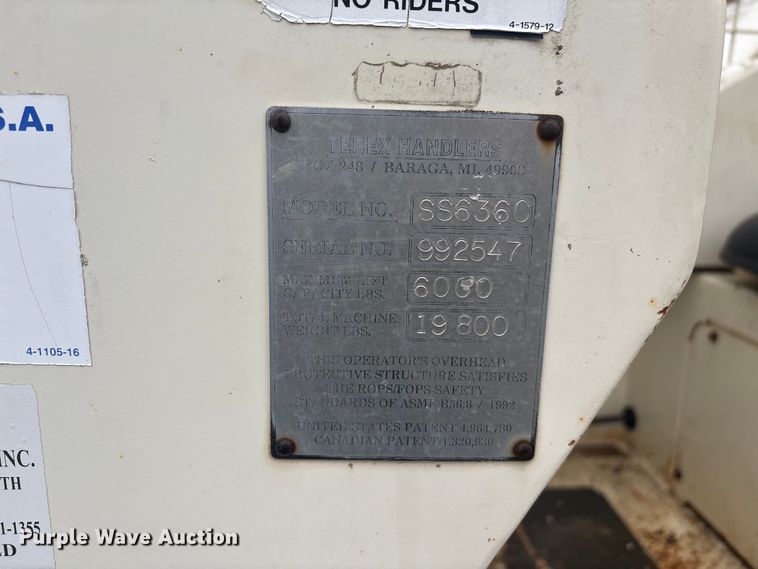 NO RIDERS
4-1579-12
S.A.
4-1105-16
TEREX HANDLERS
BOX 248 / BARAGA, MI, 49908
MODEL NO. SS636C
SERIAL NO. 992547
MAXIMUM LIFT
CAPACITY LBS. 6000
TOTAL MACHINE
WEIGHT LBS. 19800
THIS OPERATOR'S OVERHEAD
PROTECTIVE STRUCTURE SATISFIES
THE ROPS/FOPS SAFETY
STANDARDS OF ASME B56.6 / 1992
UNITED STATES PATENT 4,964,780
CANADIAN PATENT 1,320,930
INC.
TH
1-1355
LD
Purple Wave Auction